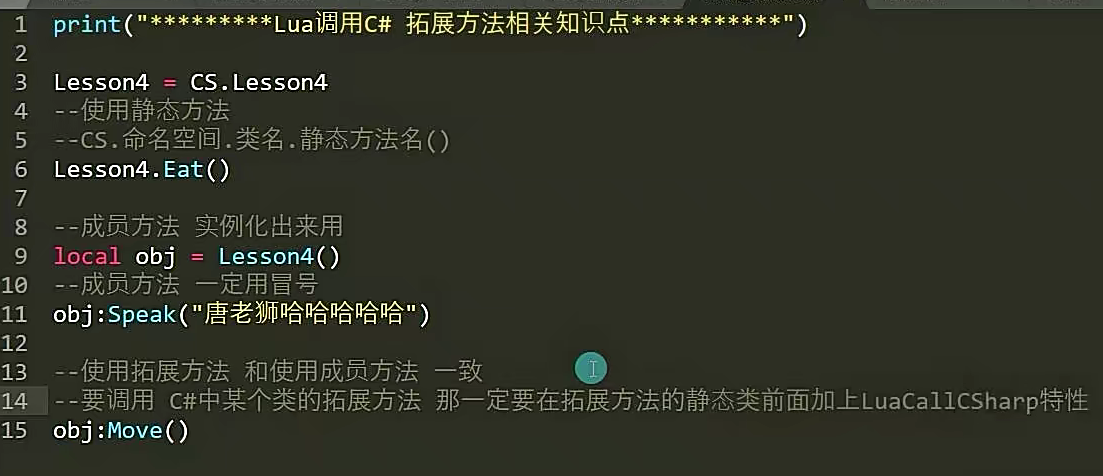 1 print("*********Lua调用C# 拓展方法相关知识点***********")
2
3 Lesson4 = CS.Lesson4
4 --使用静态方法
5 --CS.命名空间.类名.静态方法名()
6 Lesson4.Eat()
7
8 --成员方法 实例化出来用
9 local obj = Lesson4()
10 --成员方法 一定用冒号
11 obj:Speak("唐老狮哈哈哈哈哈")
12
13 --使用拓展方法 和使用成员方法 一致
14 --要调用 C#中某个类的拓展方法 那一定要在拓展方法的静态类前面加上LuaCallCSharp特性
15 obj:Move()